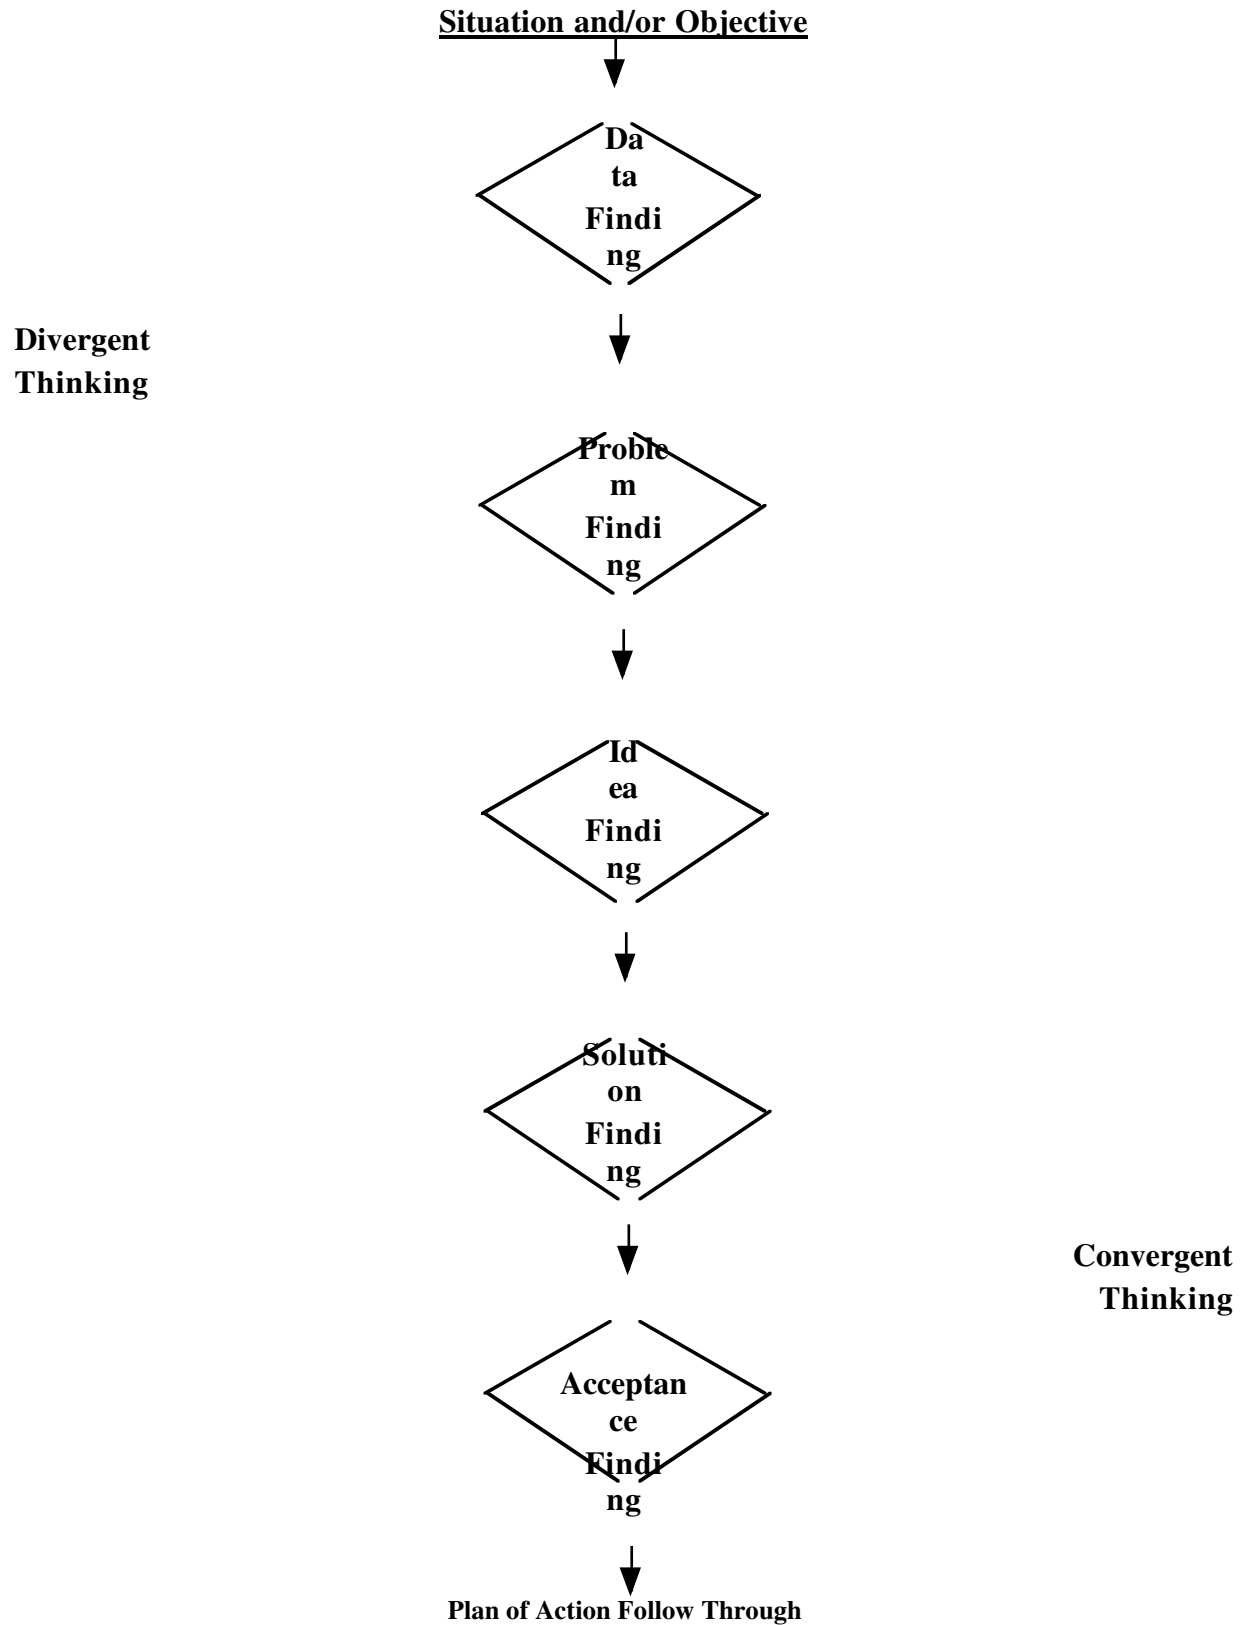 Situation and/or Objective
Da
ta
Findi
ng
Divergent
Thinking
Proble
m
Findi
ng
Id
ea
Findi
ng
Soluti
on
Findi
ng
Convergent
Thinking
Acceptan
ce
Findi
ng
Plan of Action Follow Through